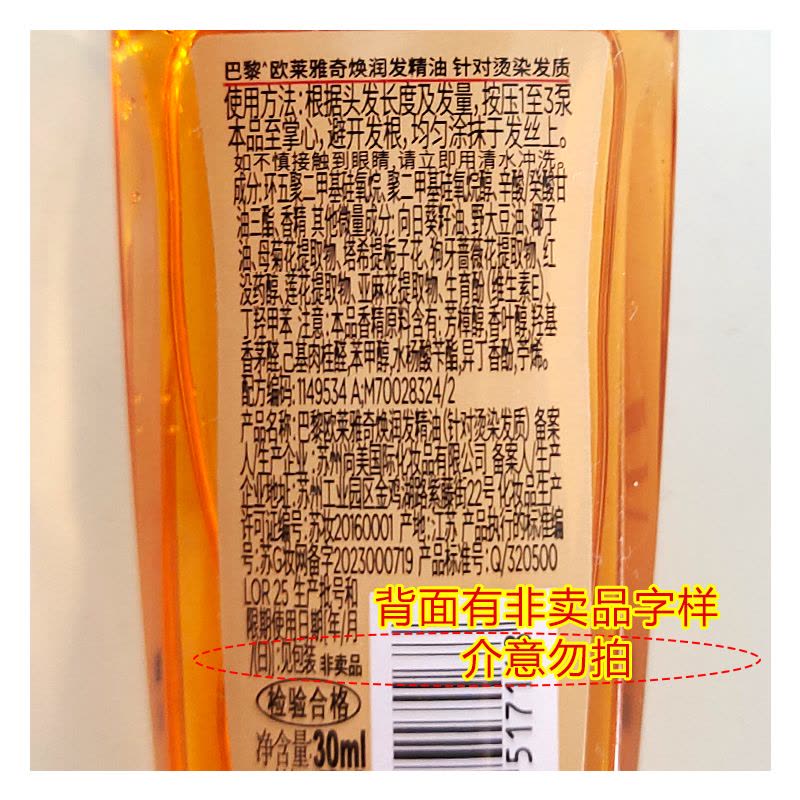 巴黎^欧莱雅奇焕润发精油 针对烫染发质
使用方法:根据头发长度及发量,按压1至3泵
本品至掌心,避开发根,均匀涂抹于发丝上。
如不慎接触到眼睛,请立即用清水冲洗。
成分:环五聚二甲基硅氧烷、聚二甲基硅氧烷醇、辛酸/癸酸甘
油三酯、香精 其他微量成分:向日葵籽油、野大豆油、椰子
油、母菊花提取物、塔希提栀子花、狗牙蔷薇花提取物、红
没药醇、莲花提取物、亚麻花提取物、生育酚(维生素E)、
丁羟甲苯 注意:本品香精原料含有:芳樟醇,香叶醇,羟基
香茅醛,己基肉桂醛,苯甲醇,水杨酸苄酯,异丁香酚,苧烯。
配方编码:1149534 A;M70028324/2
产品名称:巴黎欧莱雅奇焕润发精油(针对烫染发质) 备案
人/生产企业:苏州尚美国际化妆品有限公司 备案人/生产
企业地址:苏州工业园区金鸡湖路紫藤街22号 化妆品生产
许可证编号:苏妆20160001 产地:江苏 产品执行的标准编
号:苏G妆网备字2023000719 产品标准号:Q/320500
LOR 25 生产批号和
限期使用日期(年/月
/(日)):见包装 非卖品
背面有非卖品字样
介意勿拍
检验合格
净含量:30ml